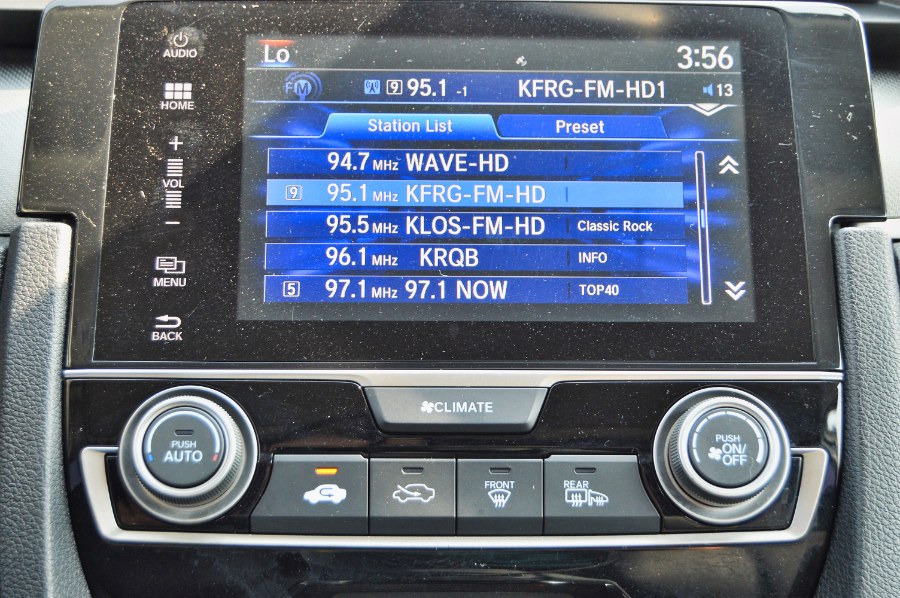 AUDIO
HOME
+
VOL
−
MENU
BACK
Lo
3:56
FM
9 95.1 -1 KFRG-FM-HD1 13
Station List Preset
94.7 MHz WAVE-HD
9 95.1 MHz KFRG-FM-HD
95.5 MHz KLOS-FM-HD Classic Rock
96.1 MHz KRQB INFO
5 97.1 MHz 97.1 NOW TOP40
CLIMATE
PUSH
AUTO
FRONT
REAR
PUSH
ON/
OFF